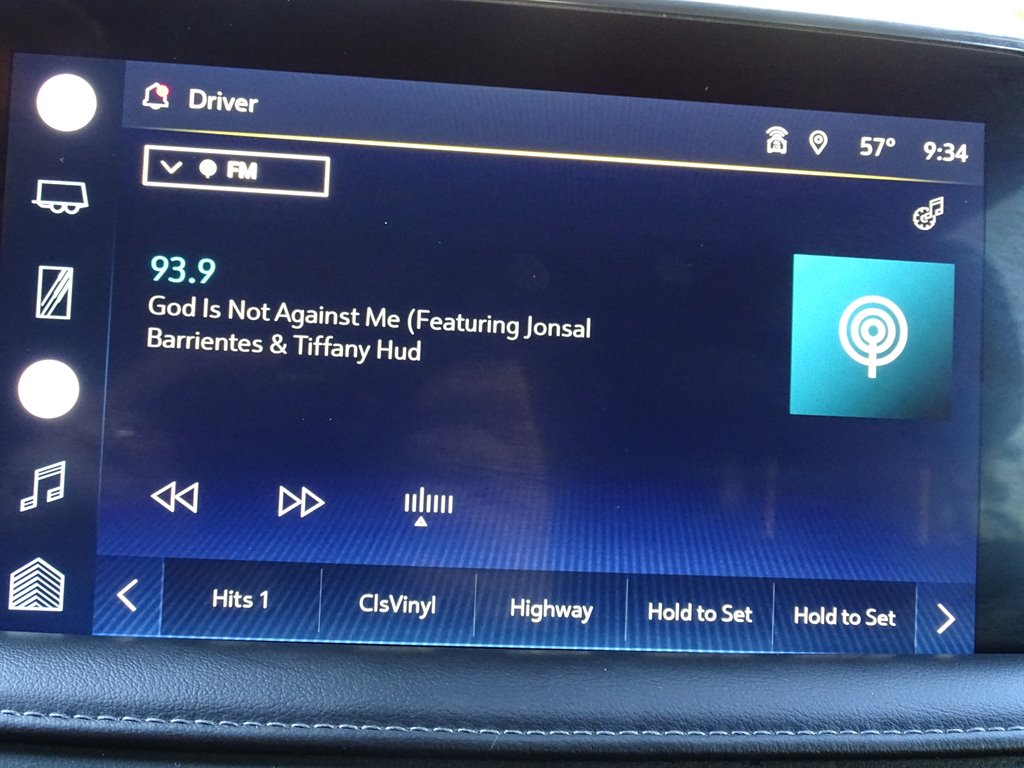 Driver
57° 9:34
FM
93.9
God Is Not Against Me (Featuring Jonsal
Barrientes & Tiffany Hud
Hits 1 ClsVinyl Highway Hold to Set Hold to Set